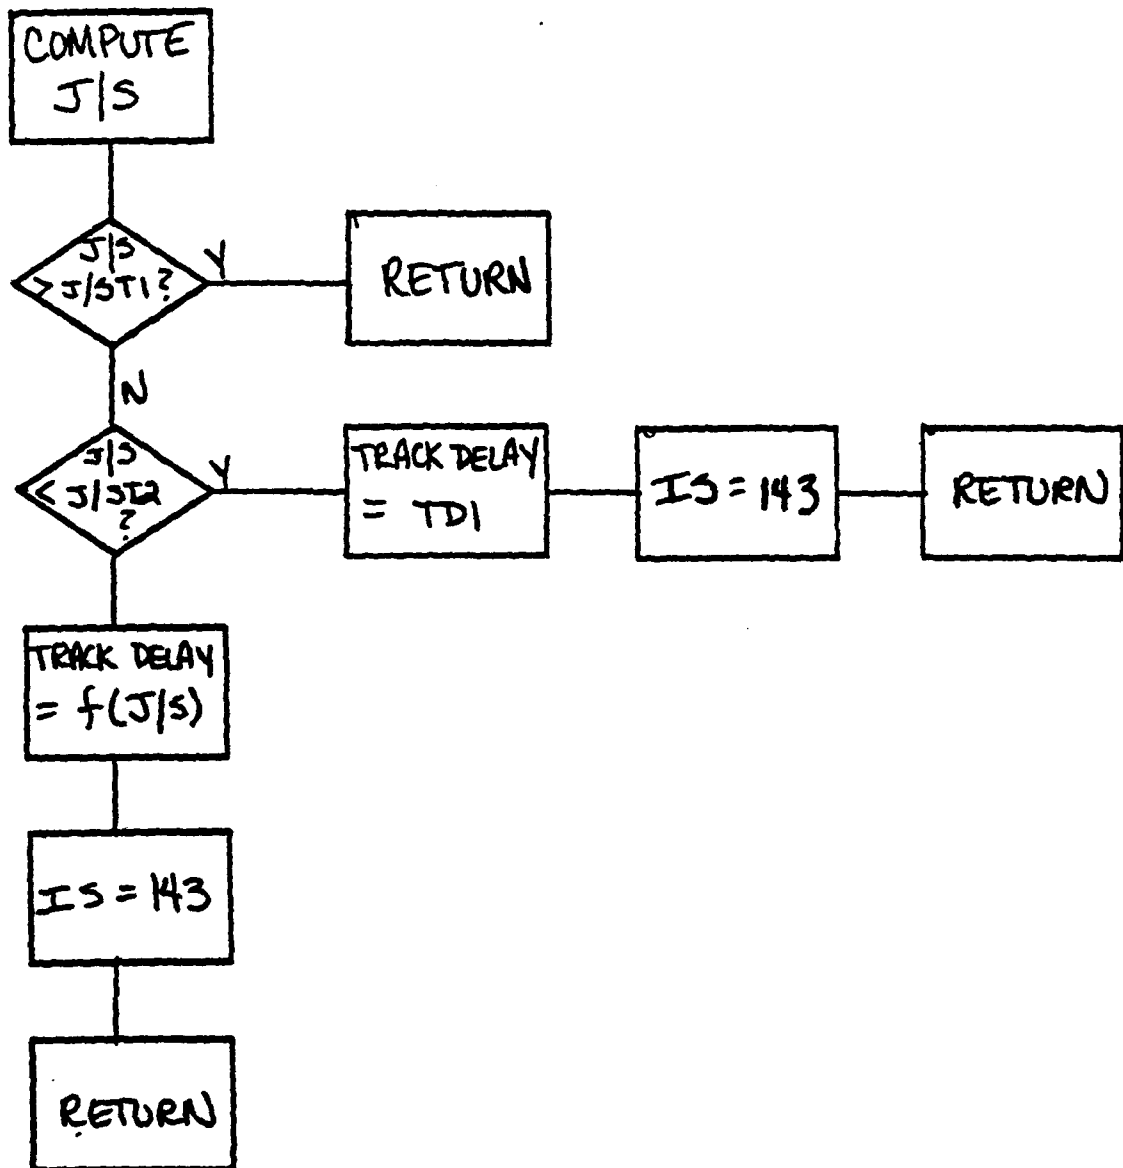 COMPUTE
J/S
J/S
> J/ST1?
Y
RETURN
N
J/S
< J/ST2
?
Y
TRACK DELAY
= TD1
IS = 143
RETURN
TRACK DELAY
= f(J/S)
IS = 143
RETURN